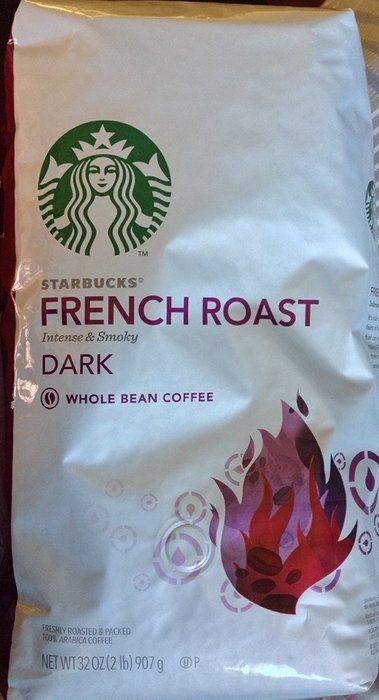 TM
STARBUCKS®
FRENCH ROAST
Intense & Smoky
DARK
WHOLE BEAN COFFEE
FRESHLY ROASTED & PACKED
100% ARABICA COFFEE
NET WT 32 OZ (2 lb) 907 g Ⓤ P